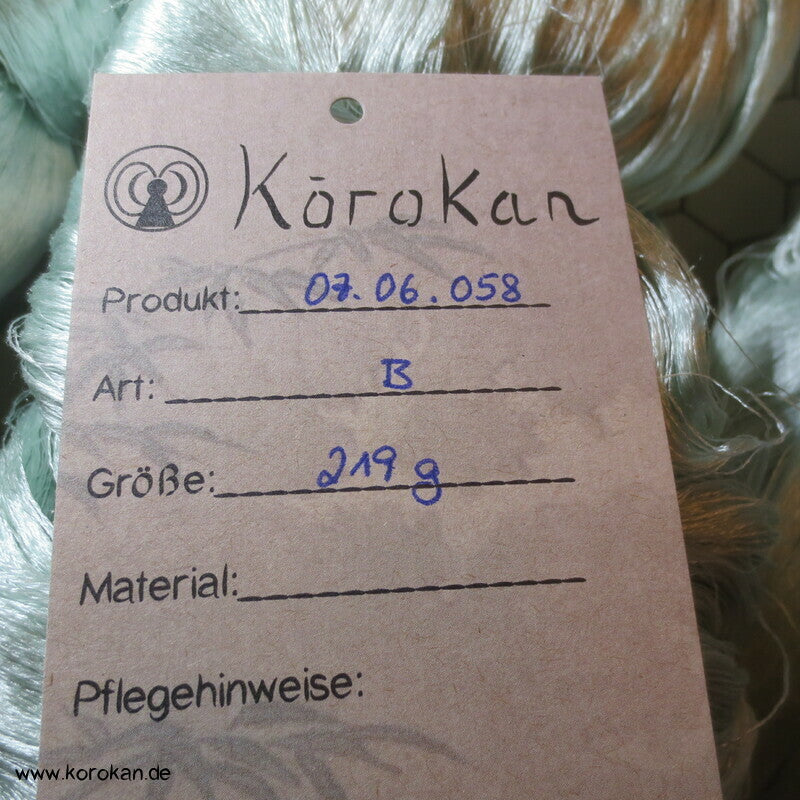 Kōrokan
Produkt: 07.06.058
Art: B
Größe: 219 g
Material:
Pflegehinweise:
www.korokan.de